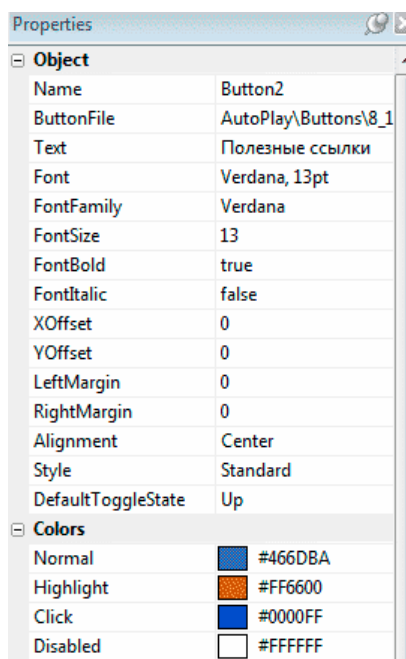 Properties
Object
Name Button2
ButtonFile AutoPlay\Buttons\8_1
Text Полезные ссылки
Font Verdana, 13pt
FontFamily Verdana
FontSize 13
FontBold true
FontItalic false
XOffset 0
YOffset 0
LeftMargin 0
RightMargin 0
Alignment Center
Style Standard
DefaultToggleState Up
Colors
Normal #466DBA
Highlight #FF6600
Click #0000FF
Disabled #FFFFFF